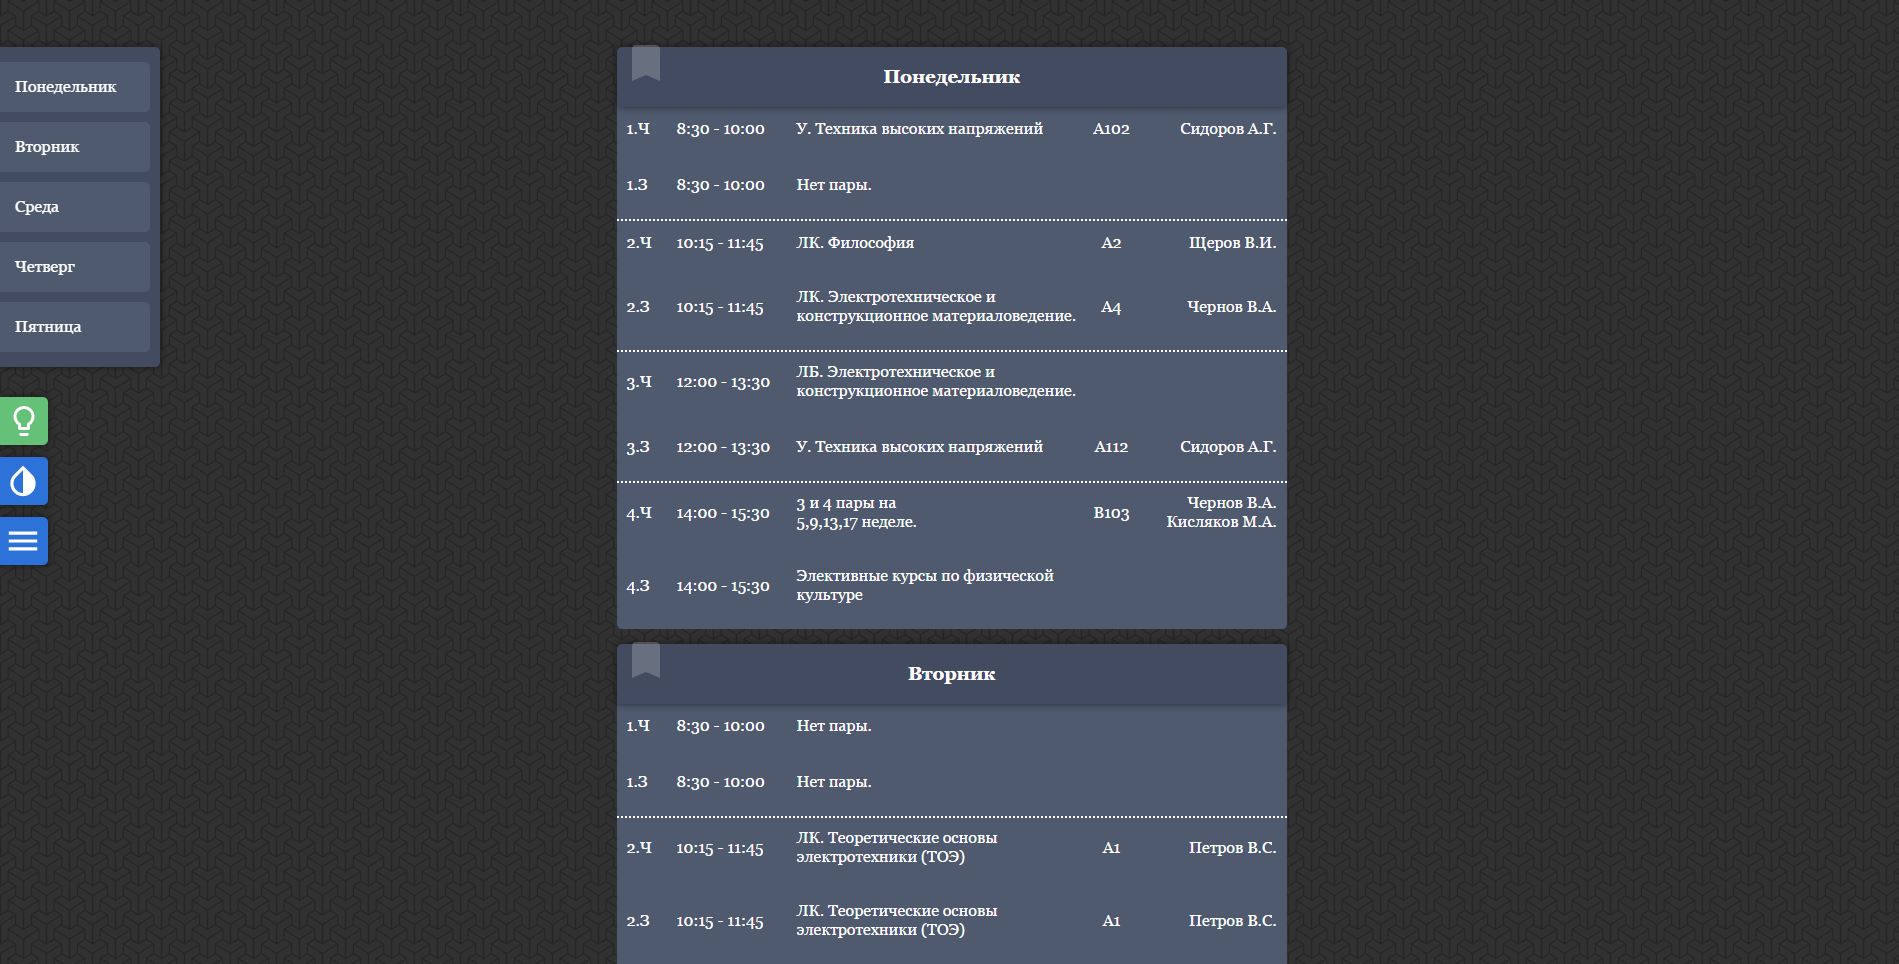 Понедельник
Вторник
Среда
Четверг
Пятница
Понедельник
1.Ч 8:30 - 10:00 У. Техника высоких напряжений А102 Сидоров А.Г.
1.З 8:30 - 10:00 Нет пары.
2.Ч 10:15 - 11:45 ЛК. Философия А2 Щеров В.И.
2.З 10:15 - 11:45 ЛК. Электротехническое и
конструкционное материаловедение. А4 Чернов В.А.
3.Ч 12:00 - 13:30 ЛБ. Электротехническое и
конструкционное материаловедение.
3.З 12:00 - 13:30 У. Техника высоких напряжений А112 Сидоров А.Г.
4.Ч 14:00 - 15:30 3 и 4 пары на
5,9,13,17 неделе. В103 Чернов В.А.
Кисляков М.А.
4.З 14:00 - 15:30 Элективные курсы по физической
культуре
Вторник
1.Ч 8:30 - 10:00 Нет пары.
1.З 8:30 - 10:00 Нет пары.
2.Ч 10:15 - 11:45 ЛК. Теоретические основы
электротехники (ТОЭ) А1 Петров В.С.
2.З 10:15 - 11:45 ЛК. Теоретические основы
электротехники (ТОЭ) А1 Петров В.С.